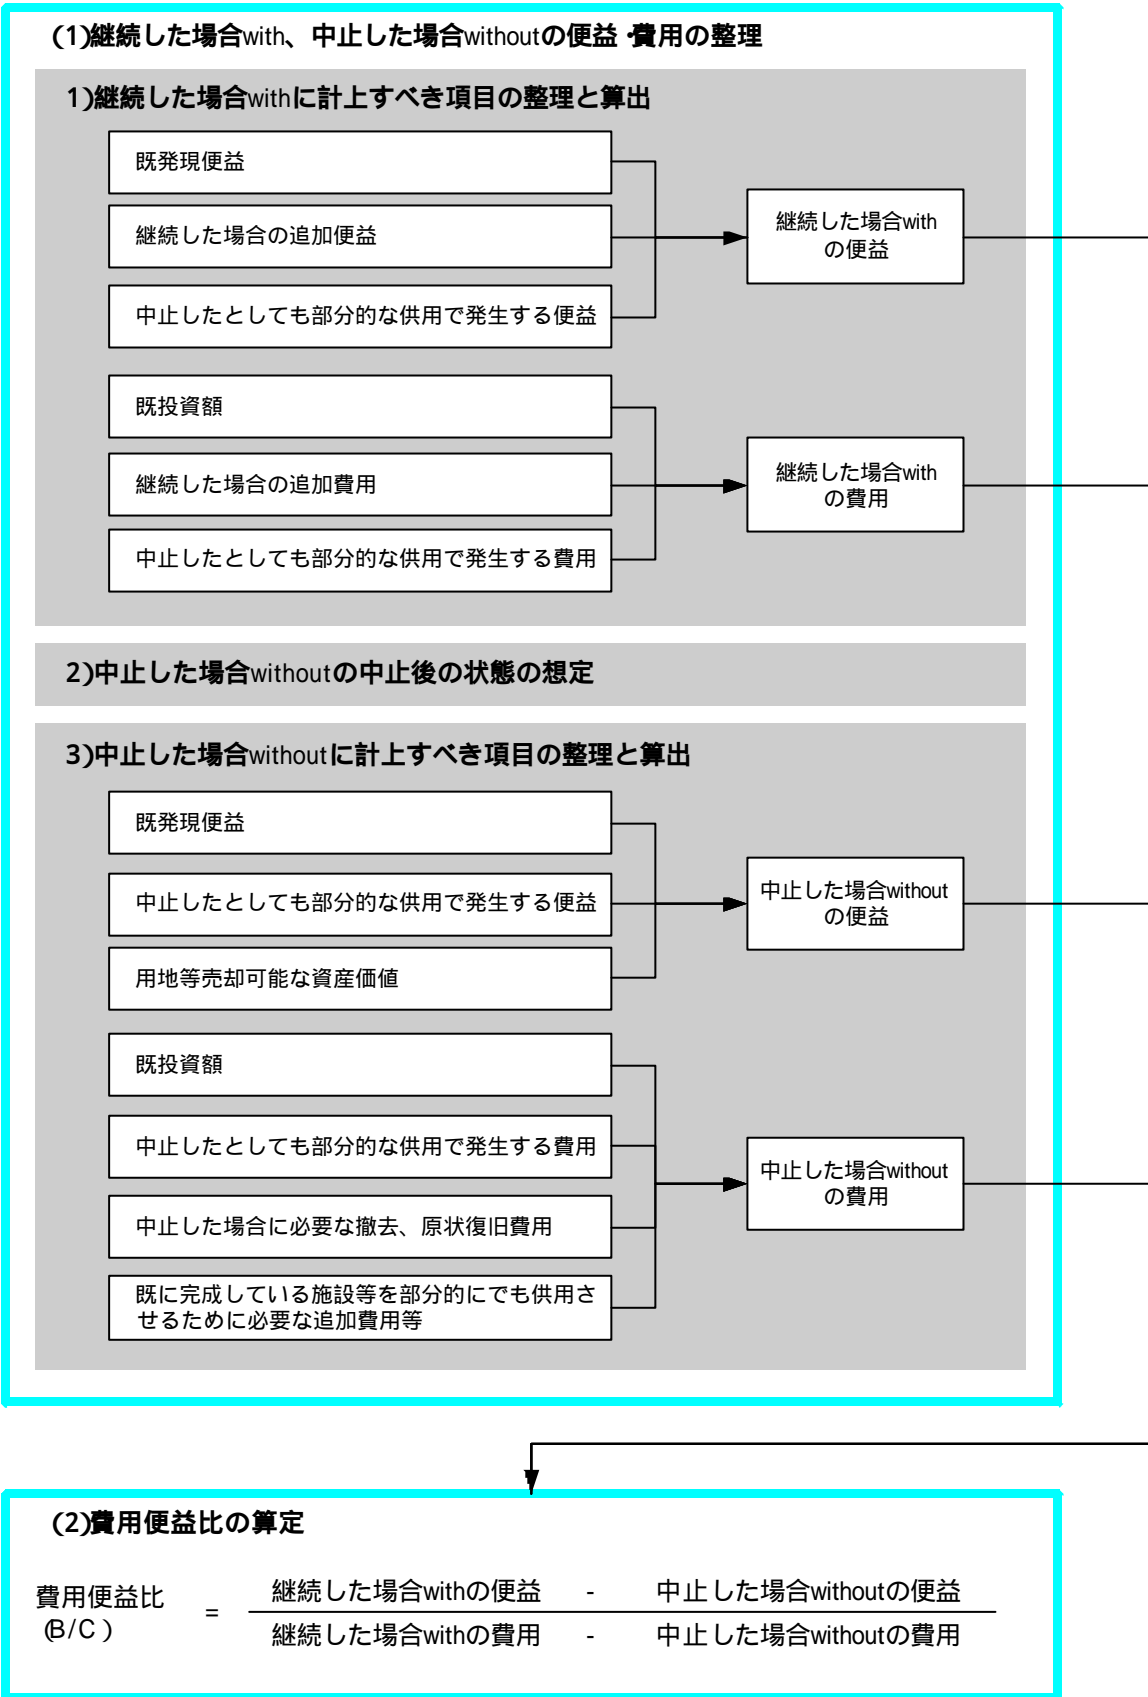 (1)継続した場合with、中止した場合withoutの便益・費用の整理
1)継続した場合withに計上すべき項目の整理と算出
既発現便益
継続した場合の追加便益
中止したとしても部分的な供用で発生する便益
継続した場合with
の便益
既投資額
継続した場合の追加費用
中止したとしても部分的な供用で発生する費用
継続した場合with
の費用
2)中止した場合withoutの中止後の状態の想定
3)中止した場合withoutに計上すべき項目の整理と算出
既発現便益
中止したとしても部分的な供用で発生する便益
用地等売却可能な資産価値
中止した場合without
の便益
既投資額
中止したとしても部分的な供用で発生する費用
中止した場合に必要な撤去、原状復旧費用
既に完成している施設等を部分的にでも供用さ
せるために必要な追加費用等
中止した場合without
の費用
(2)費用便益比の算定
費用便益比
(B/C)
=
継続した場合withの便益 - 中止した場合withoutの便益
継続した場合withの費用 - 中止した場合withoutの費用